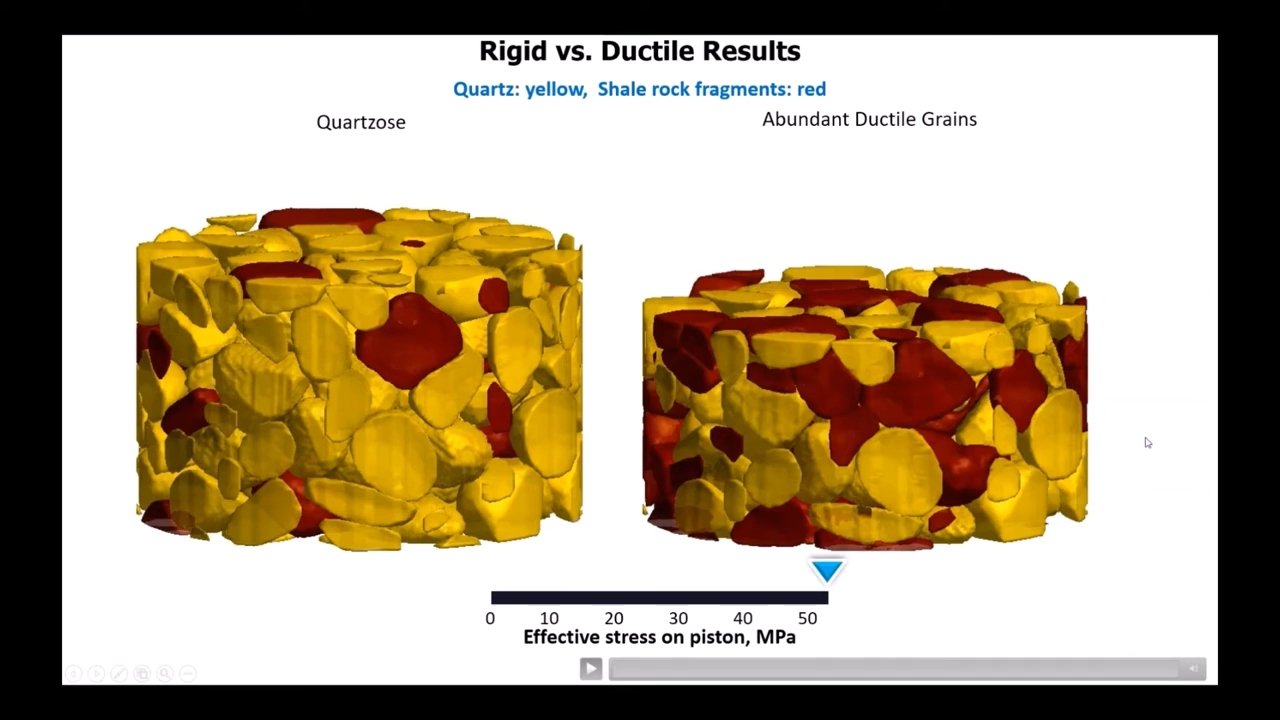 Rigid vs. Ductile Results
Quartz: yellow,  Shale rock fragments: red
Quartzose
Abundant Ductile Grains
0 10 20 30 40 50
Effective stress on piston, MPa